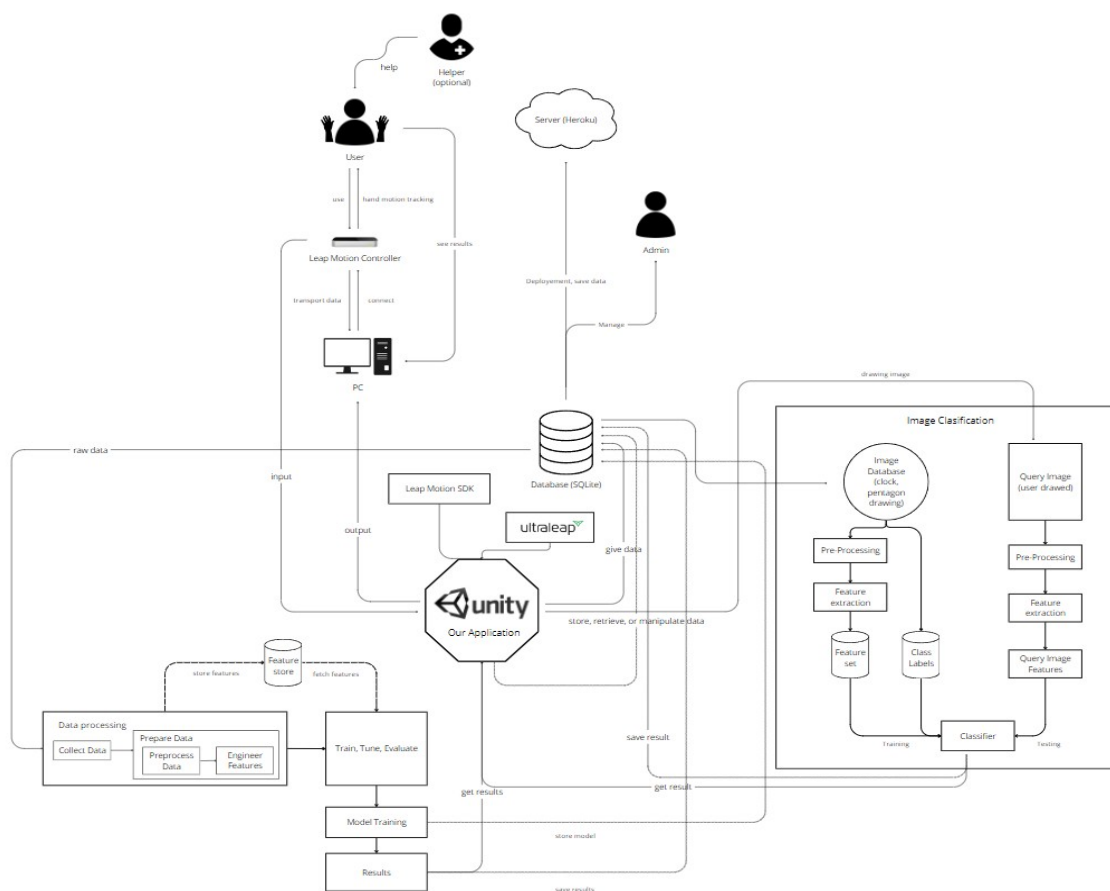 help
Helper
(optional)
User
Server (Heroku)
use
hand motion tracking
Admin
see results
Leap Motion Controller
Deployement, save data
transport data
connect
Manage
PC
drawing image
Image Clasification
raw data
Image
Database
(clock,
pentagon
drawing)
Query Image
(user drawed)
input
Leap Motion SDK
Database (SQLite)
output
ultraleap
give data
Pre-Processing
Pre-Processing
Feature
extraction
Feature
extraction
unity
Our Application
store, retrieve, or manipulate data
Feature
store
store features
fetch features
Feature
set
Class
Labels
Query Image
Features
Data processing
Prepare Data
Collect Data
Preprocess
Data
Engineer
Features
Train, Tune, Evaluate
save result
Classifier
Training
Testing
get results
get result
Model Training
store model
Results
save results